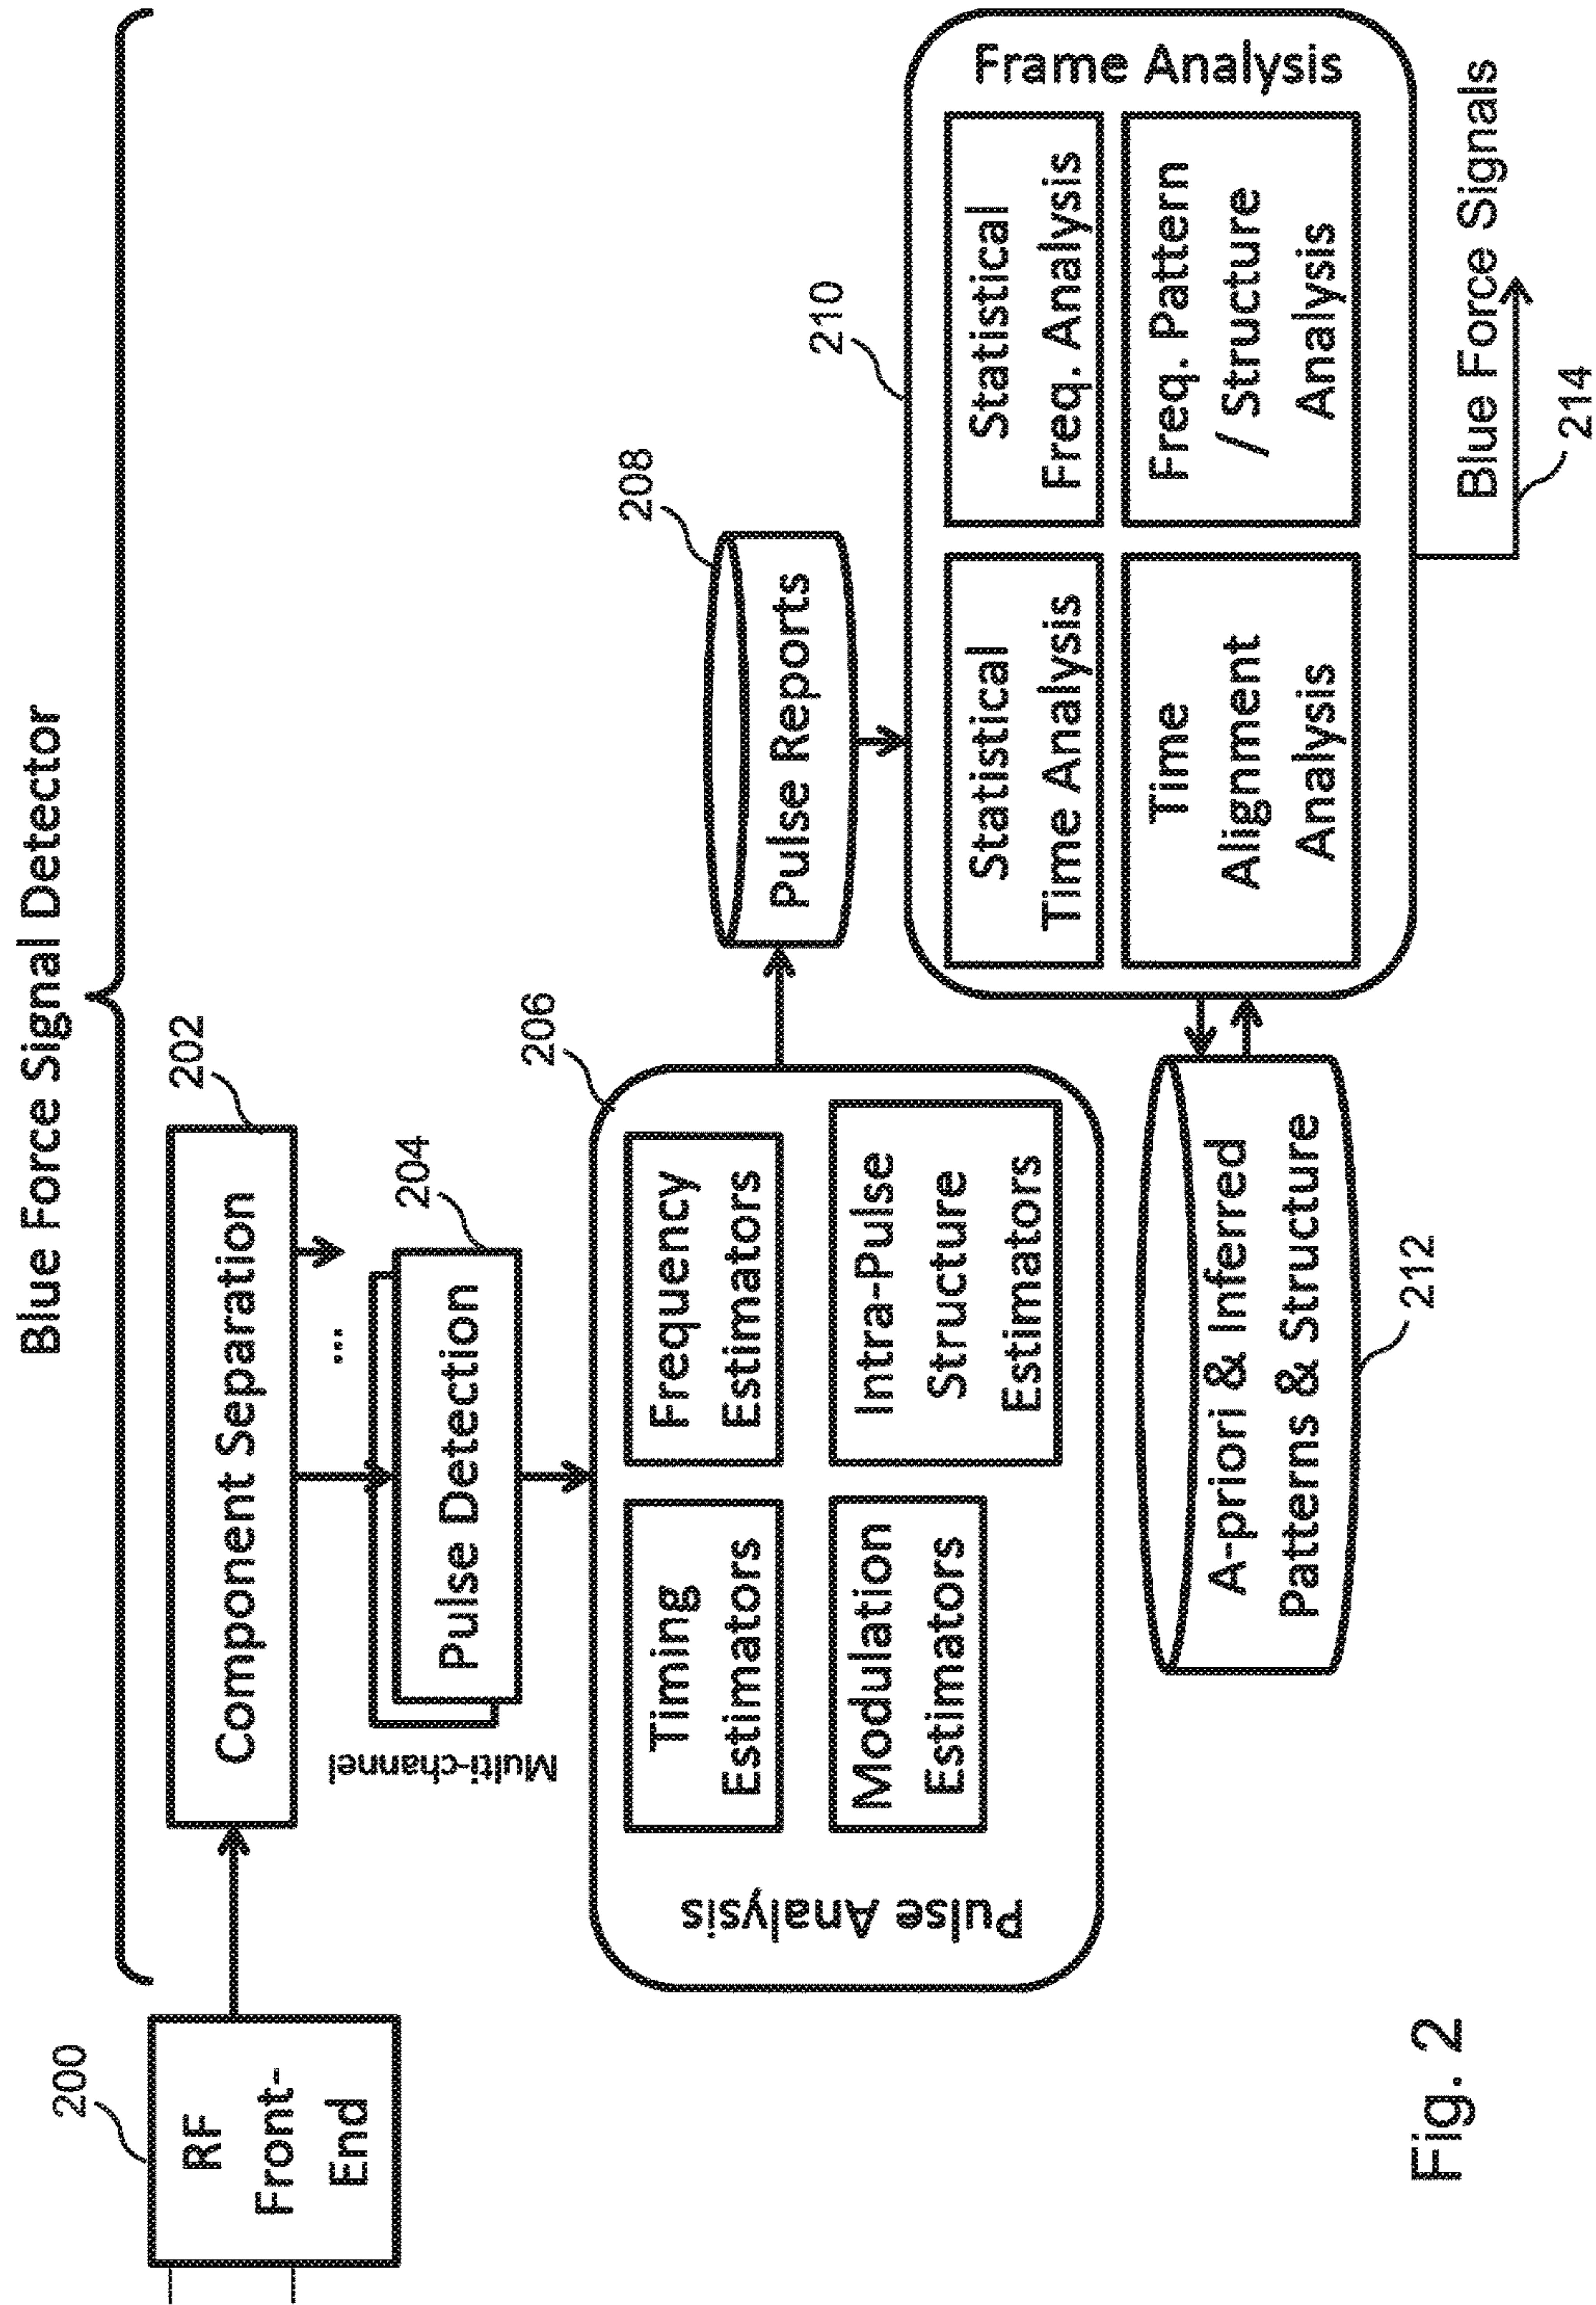 Blue Force Signal Detector
200
RF
Front-
End
202
Component Separation
...
204
Multi-channel
Pulse Detection
206
Pulse Analysis
Timing
Estimators
Frequency
Estimators
Modulation
Estimators
Intra-Pulse
Structure
Estimators
208
Pulse Reports
210
Frame Analysis
Statistical
Time Analysis
Statistical
Freq. Analysis
Time
Alignment
Analysis
Freq. Pattern
/ Structure
Analysis
A-priori & Inferred
Patterns & Structure
212
Blue Force Signals
214
Fig. 2